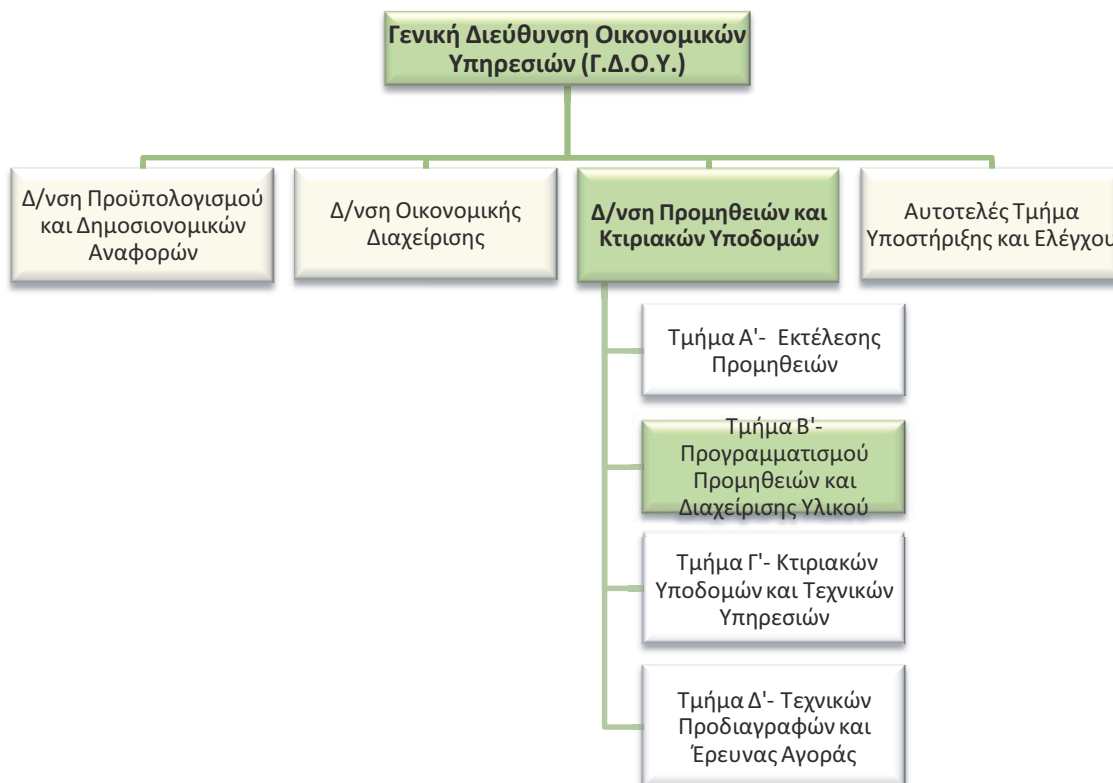 Γενική Διεύθυνση Οικονομικών
Υπηρεσιών (Γ.Δ.Ο.Υ.)
Δ/νση Προϋπολογισμού
και Δημοσιονομικών
Αναφορών
Δ/νση Οικονομικής
Διαχείρισης
Δ/νση Προμηθειών και
Κτιριακών Υποδομών
Αυτοτελές Τμήμα
Υποστήριξης και Ελέγχου
Τμήμα Α'- Εκτέλεσης
Προμηθειών
Τμήμα Β'-
Προγραμματισμού
Προμηθειών και
Διαχείρισης Υλικού
Τμήμα Γ'- Κτιριακών
Υποδομών και Τεχνικών
Υπηρεσιών
Τμήμα Δ'- Τεχνικών
Προδιαγραφών και
Έρευνας Αγοράς